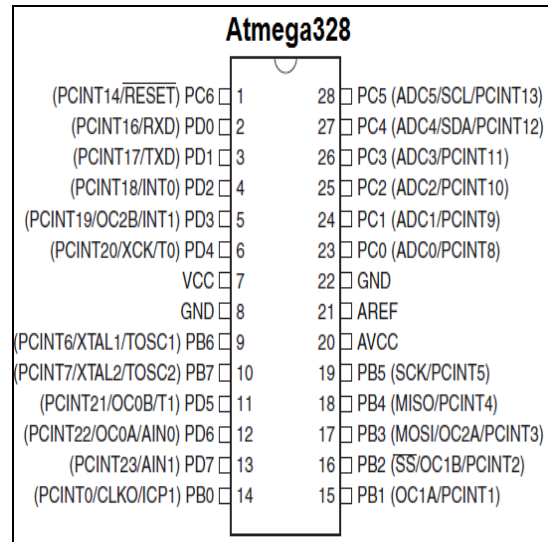 Atmega328
(PCINT14/RESET) PC6 1 28 PC5 (ADC5/SCL/PCINT13)
(PCINT16/RXD) PD0 2 27 PC4 (ADC4/SDA/PCINT12)
(PCINT17/TXD) PD1 3 26 PC3 (ADC3/PCINT11)
(PCINT18/INT0) PD2 4 25 PC2 (ADC2/PCINT10)
(PCINT19/OC2B/INT1) PD3 5 24 PC1 (ADC1/PCINT9)
(PCINT20/XCK/T0) PD4 6 23 PC0 (ADC0/PCINT8)
VCC 7 22 GND
GND 8 21 AREF
(PCINT6/XTAL1/TOSC1) PB6 9 20 AVCC
(PCINT7/XTAL2/TOSC2) PB7 10 19 PB5 (SCK/PCINT5)
(PCINT21/OC0B/T1) PD5 11 18 PB4 (MISO/PCINT4)
(PCINT22/OC0A/AIN0) PD6 12 17 PB3 (MOSI/OC2A/PCINT3)
(PCINT23/AIN1) PD7 13 16 PB2 (SS/OC1B/PCINT2)
(PCINT0/CLKO/ICP1) PB0 14 15 PB1 (OC1A/PCINT1)